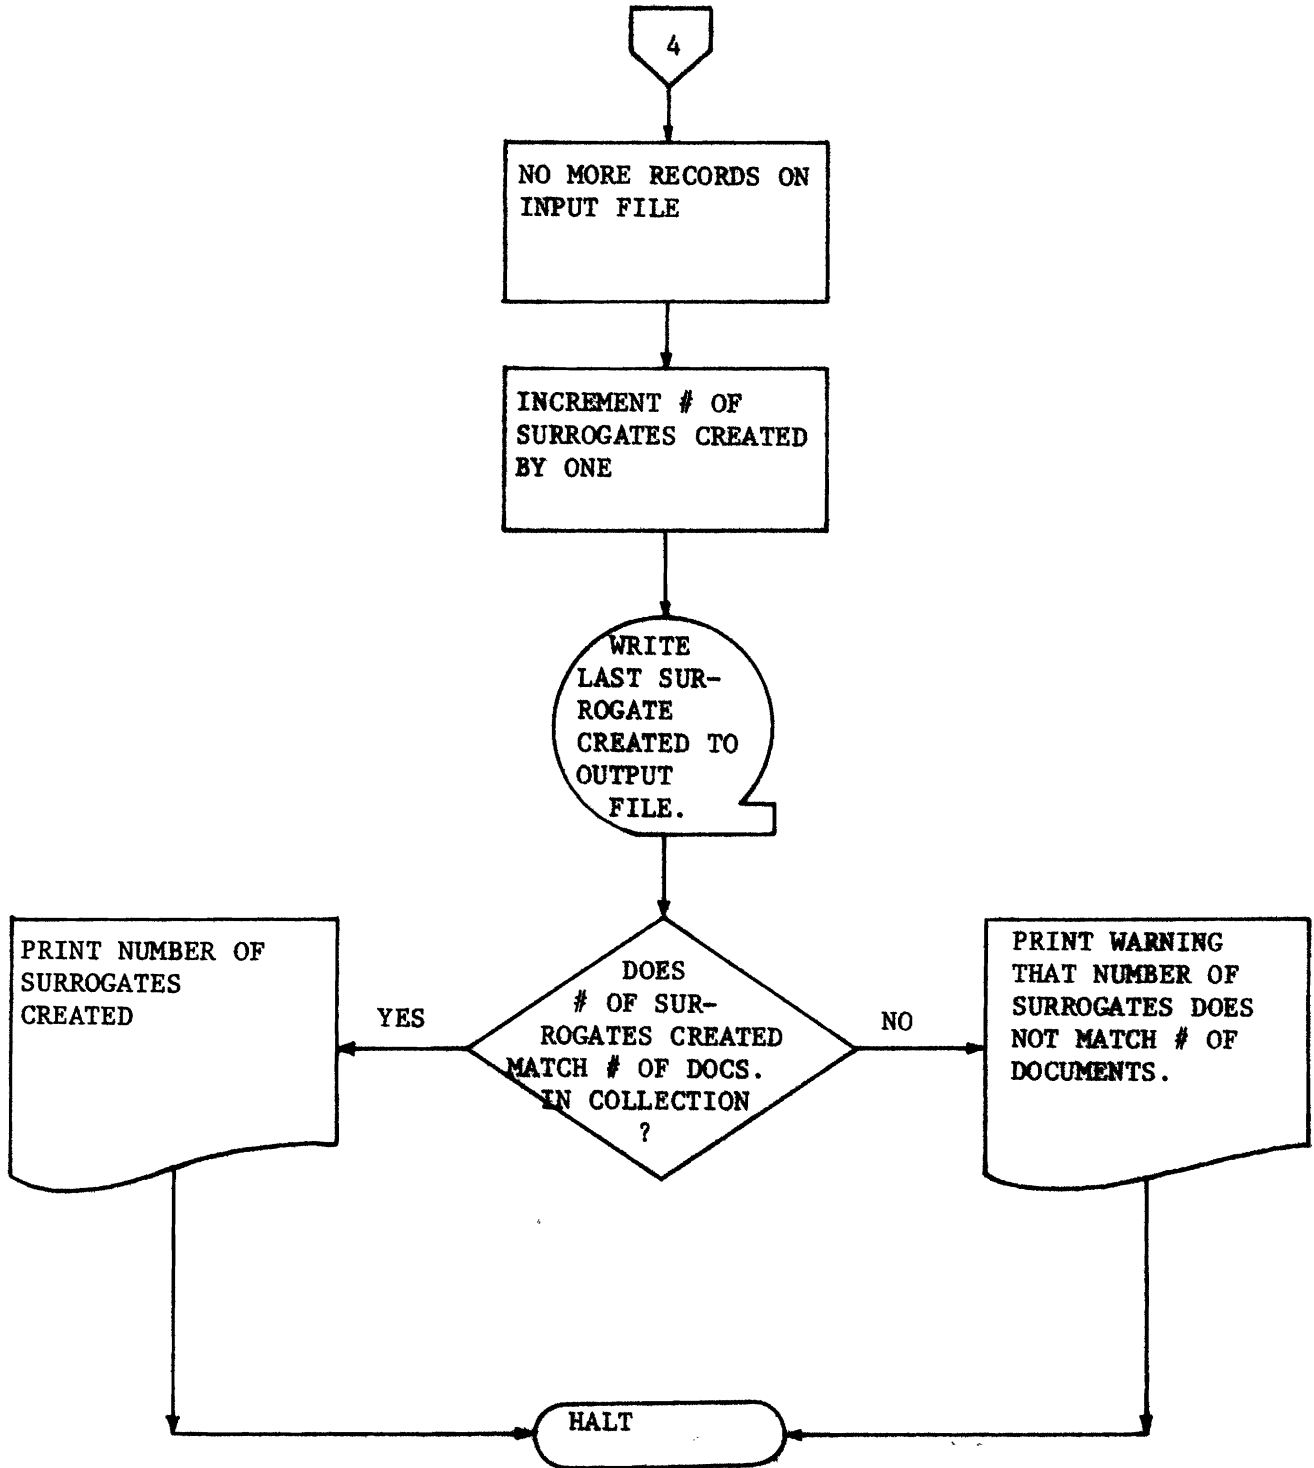 4
NO MORE RECORDS ON
INPUT FILE
INCREMENT # OF
SURROGATES CREATED
BY ONE
WRITE
LAST SUR-
ROGATE
CREATED TO
OUTPUT
FILE.
DOES
# OF SUR-
ROGATES CREATED
MATCH # OF DOCS.
IN COLLECTION
?
YES
PRINT NUMBER OF
SURROGATES
CREATED
NO
PRINT WARNING
THAT NUMBER OF
SURROGATES DOES
NOT MATCH # OF
DOCUMENTS.
HALT